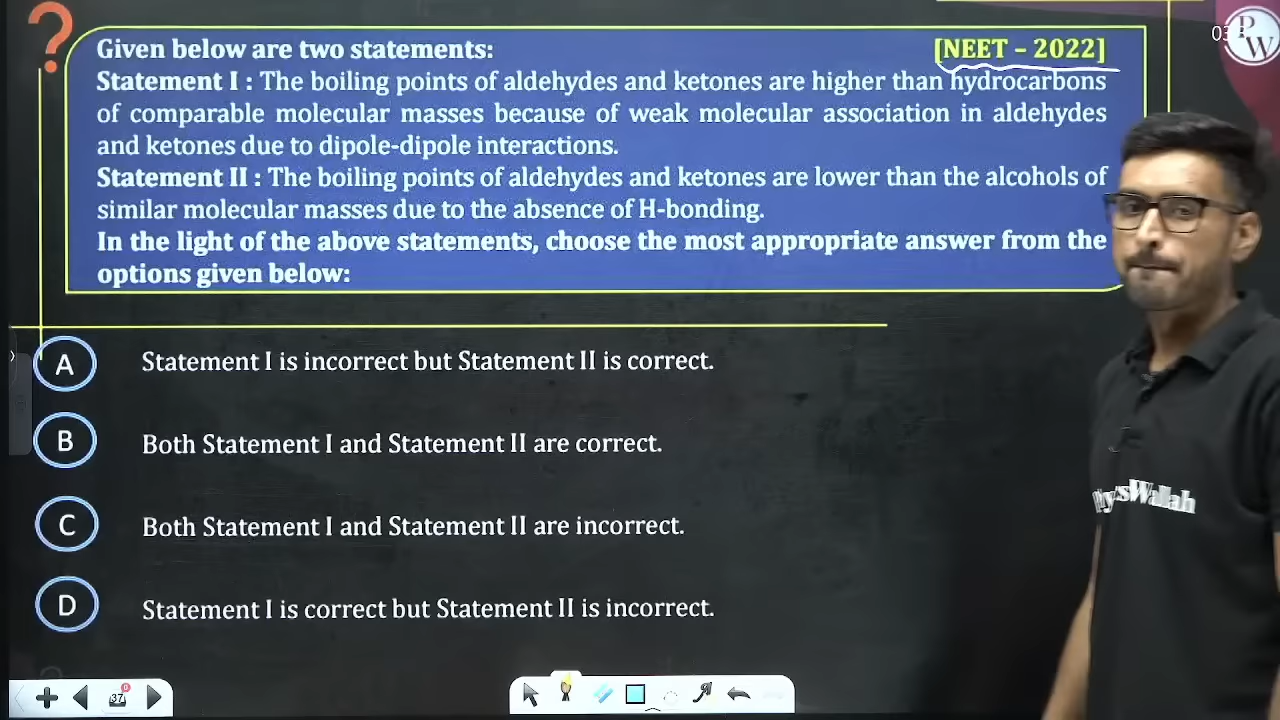 Given below are two statements: [NEET – 2022]
Statement I : The boiling points of aldehydes and ketones are higher than hydrocarbons
of comparable molecular masses because of weak molecular association in aldehydes
and ketones due to dipole-dipole interactions.
Statement II : The boiling points of aldehydes and ketones are lower than the alcohols of
similar molecular masses due to the absence of H-bonding.
In the light of the above statements, choose the most appropriate answer from the
options given below:
A Statement I is incorrect but Statement II is correct.
B Both Statement I and Statement II are correct.
C Both Statement I and Statement II are incorrect.
D Statement I is correct but Statement II is incorrect.
PW
37